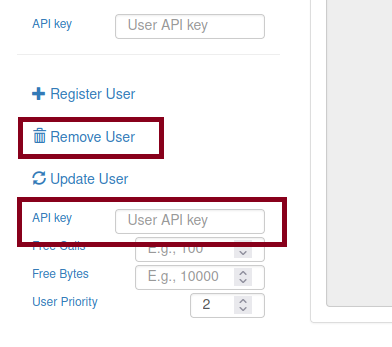 API key User API key
Register User
Remove User
Update User
API key User API key
Free Calls E.g., 100
Free Bytes E.g., 10000
User Priority 2